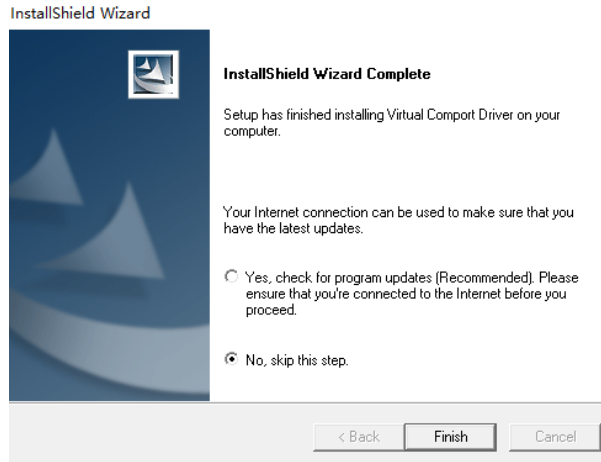 InstallShield Wizard
InstallShield Wizard Complete
Setup has finished installing Virtual Comport Driver on your
computer.
Your Internet connection can be used to make sure that you
have the latest updates.
Yes, check for program updates (Recommended). Please
ensure that you're connected to the Internet before you
proceed.
No, skip this step.
< Back
Finish
Cancel